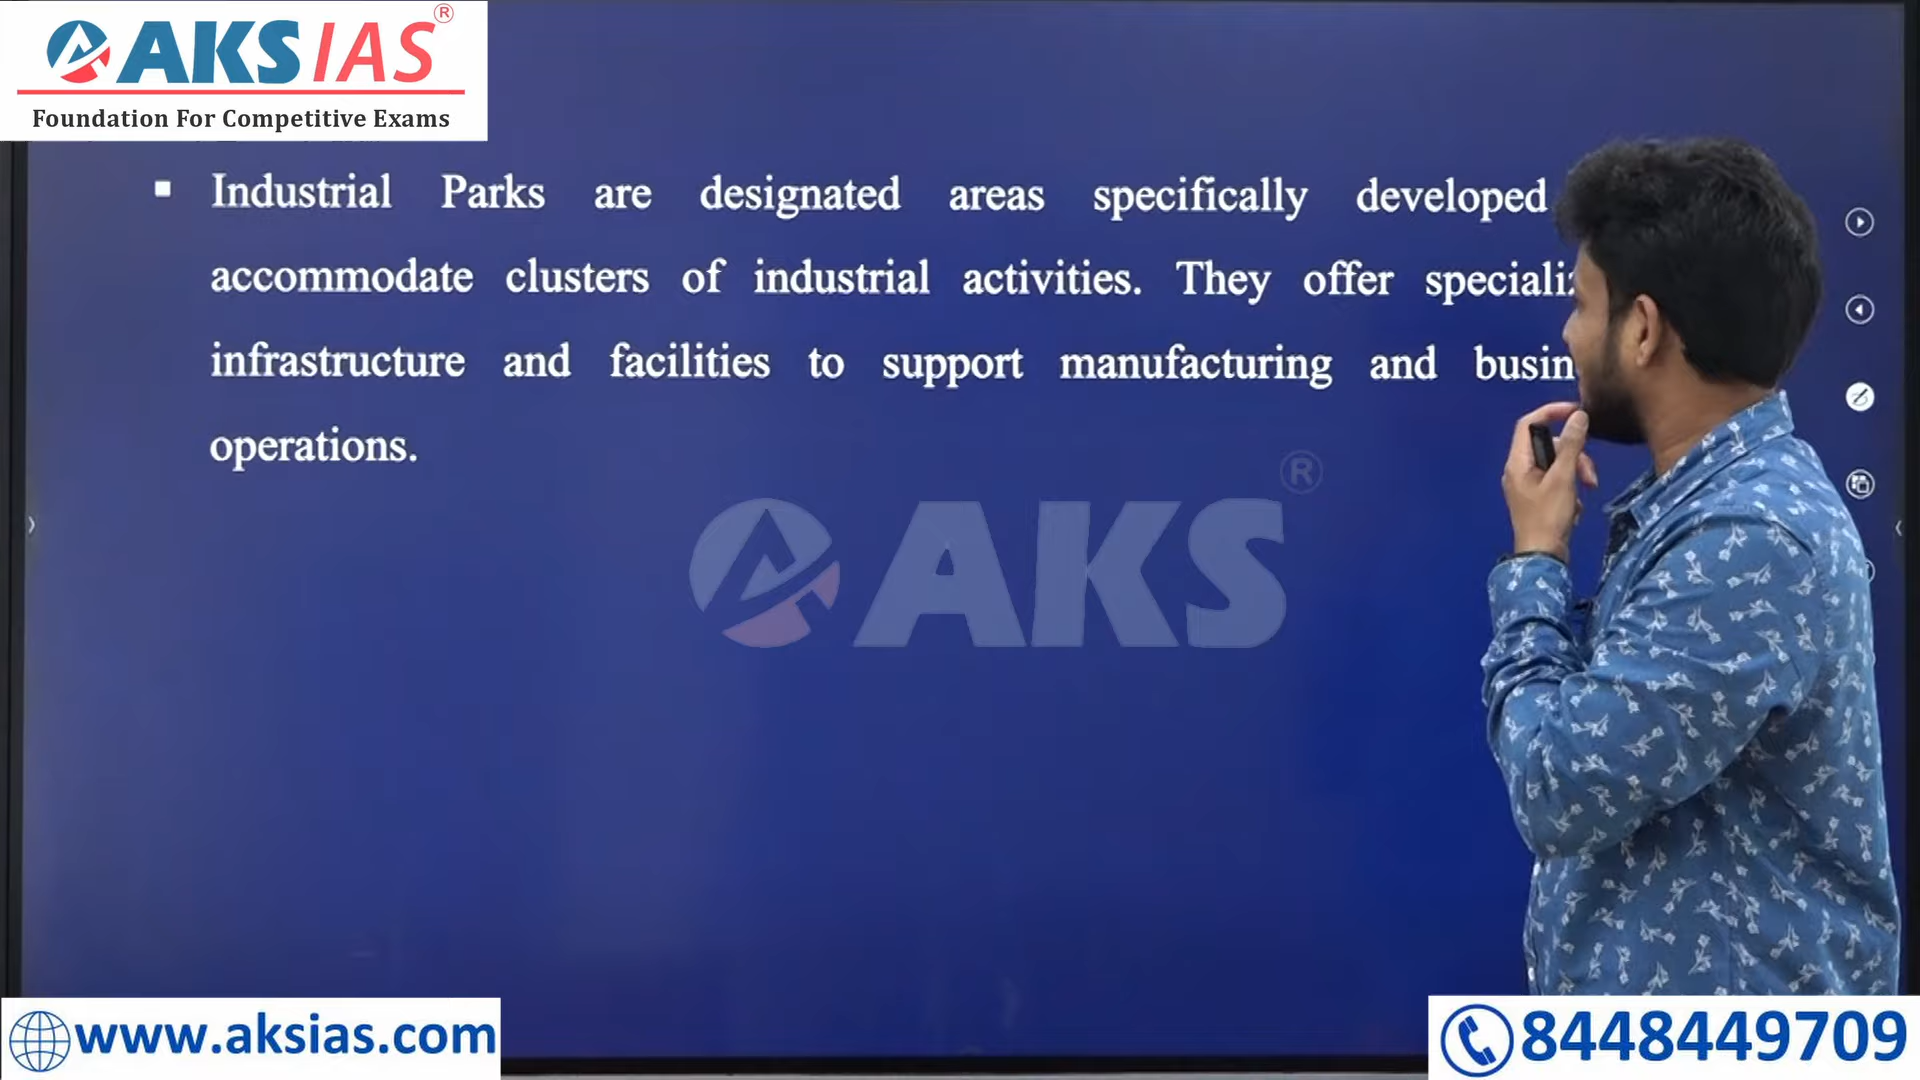 AKS IAS ®
Foundation For Competitive Exams
▪ Industrial Parks are designated areas specifically developed
accommodate clusters of industrial activities. They offer
infrastructure and facilities to support manufacturing and
operations.
AKS ®
www.aksias.com
8448449709